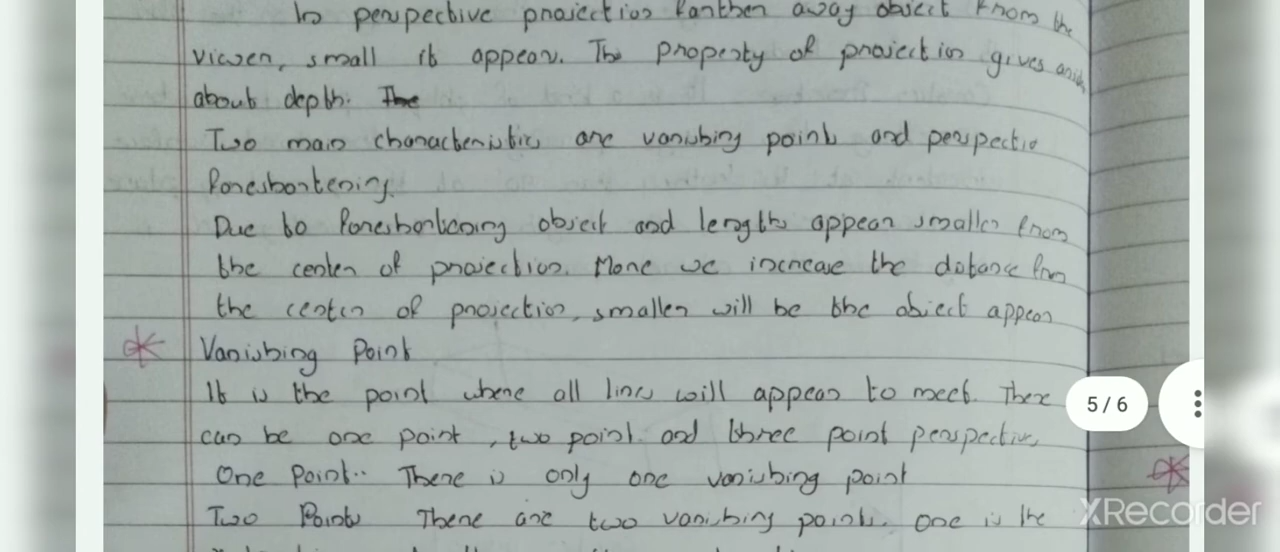 In perspective projection farther away object from the
viewer, small it appear. The property of projection gives
about depth. The
Two main characteristic are vanishing point and perspective
foreshortening.
Due to foreshortening object and lengths appear smaller from
the center of projection. More we increase the distance from
the center of projection, smaller will be the object appear
Vanishing Point
It is the point where all lines will appear to meet. There
5 / 6
can be one point, two point and three point perspective
One Point.. There is only one vanishing point
Two Points There are two vanishing points. One is the
XRecorder